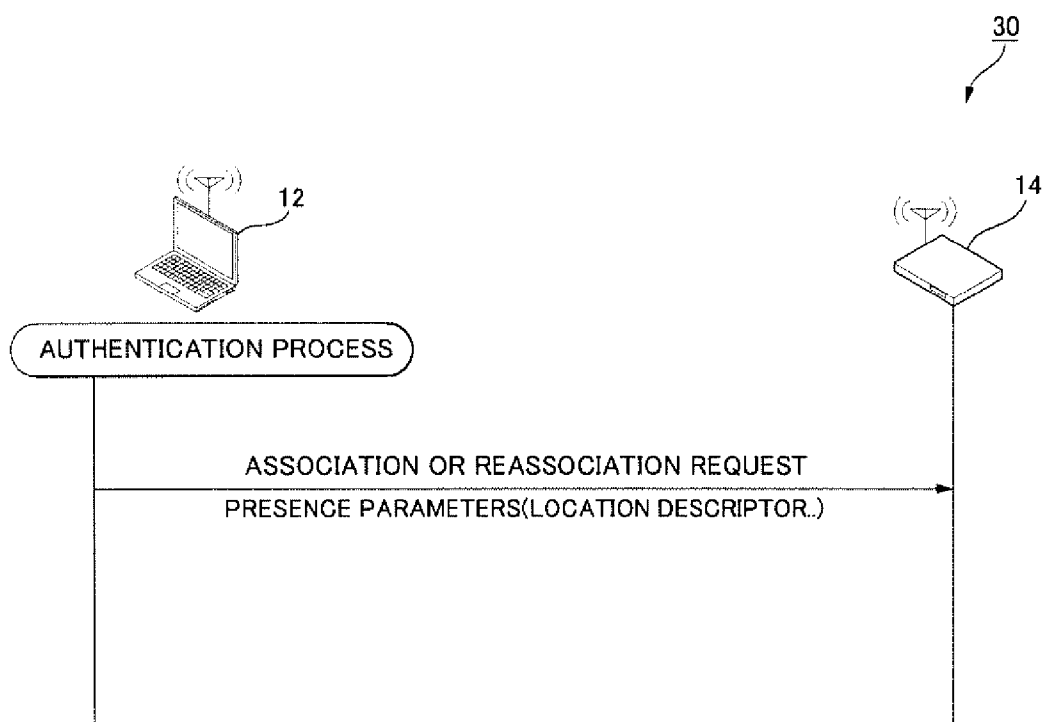 30
12
14
AUTHENTICATION PROCESS
ASSOCIATION OR REASSOCIATION REQUEST
PRESENCE PARAMETERS(LOCATION DESCRIPTOR..)